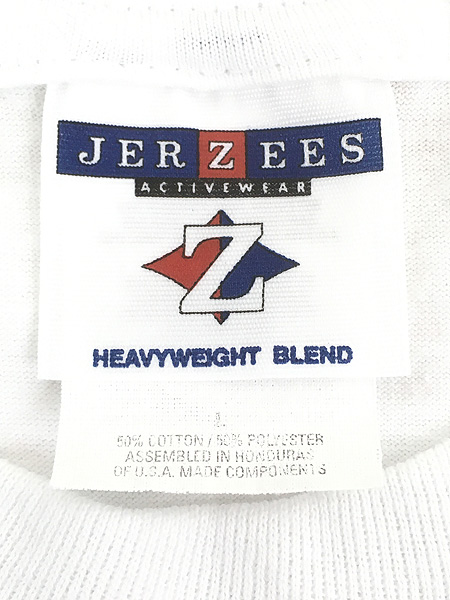 JERZEES
ACTIVEWEAR
Z
HEAVYWEIGHT BLEND
50% COTTON / 50% POLYESTER
ASSEMBLED IN HONDURAS
OF U.S.A. MADE COMPONENTS